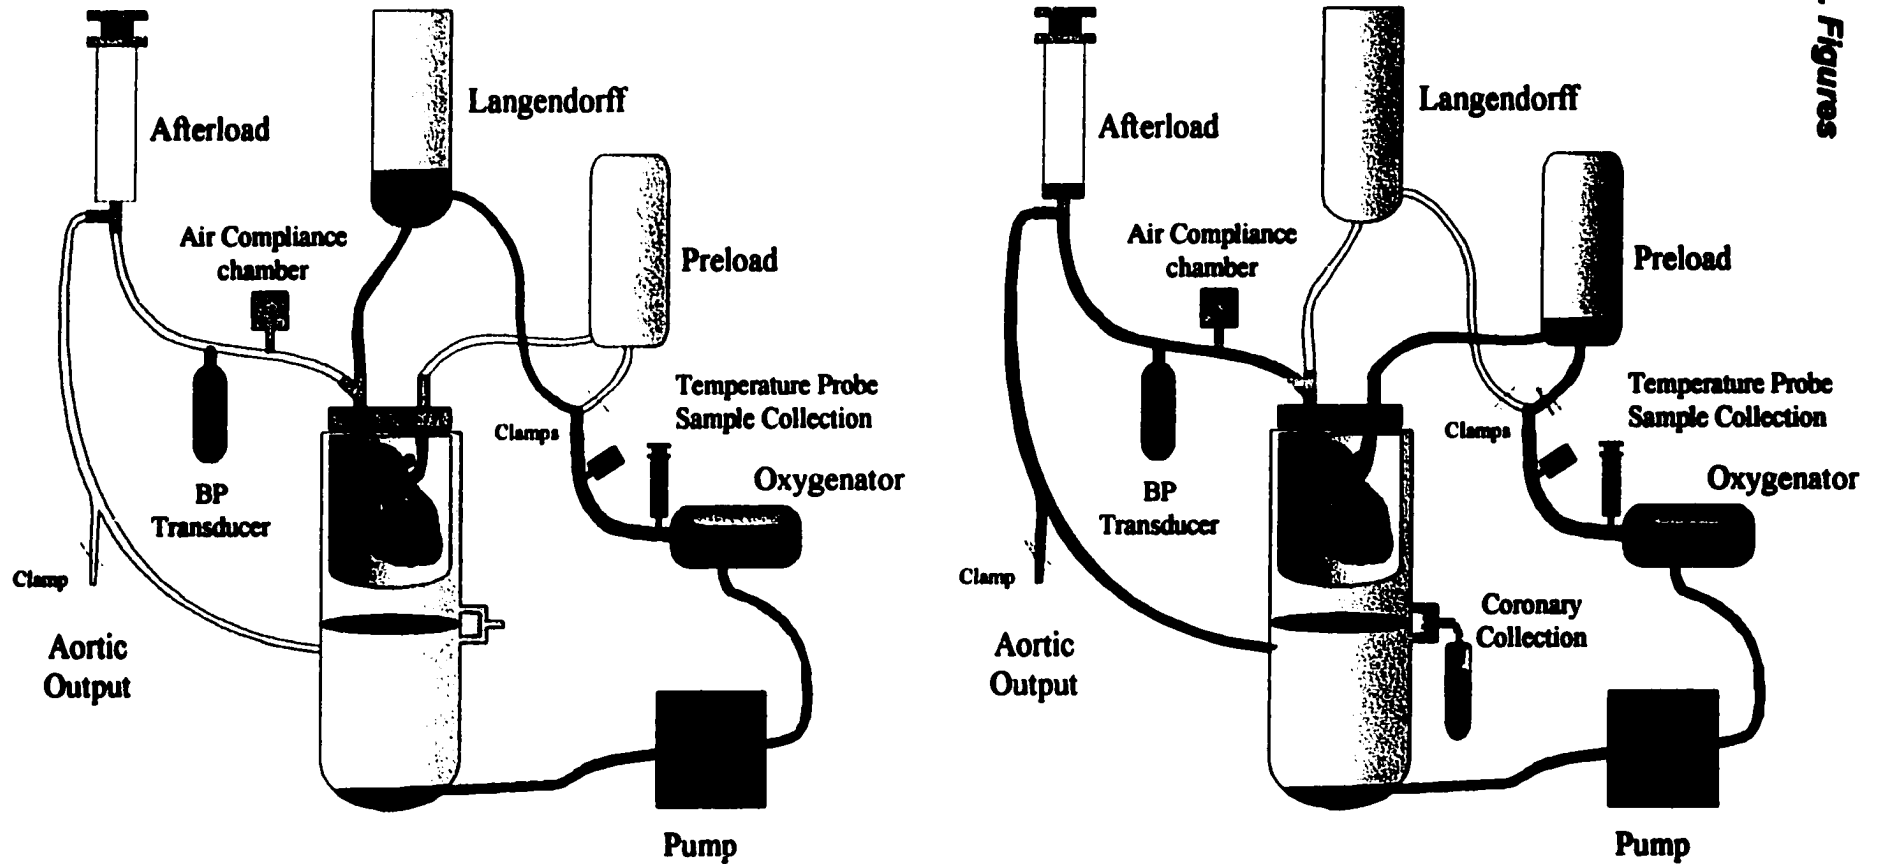 . Figures
Langendorff
Afterload
Air Compliance
chamber
Preload
Temperature Probe
Sample Collection
Clamps
Oxygenator
BP
Transducer
Clamp
Aortic
Output
Pump
Langendorff
Afterload
Air Compliance
chamber
Preload
Temperature Probe
Sample Collection
Clamps
Oxygenator
BP
Transducer
Clamp
Coronary
Collection
Aortic
Output
Pump